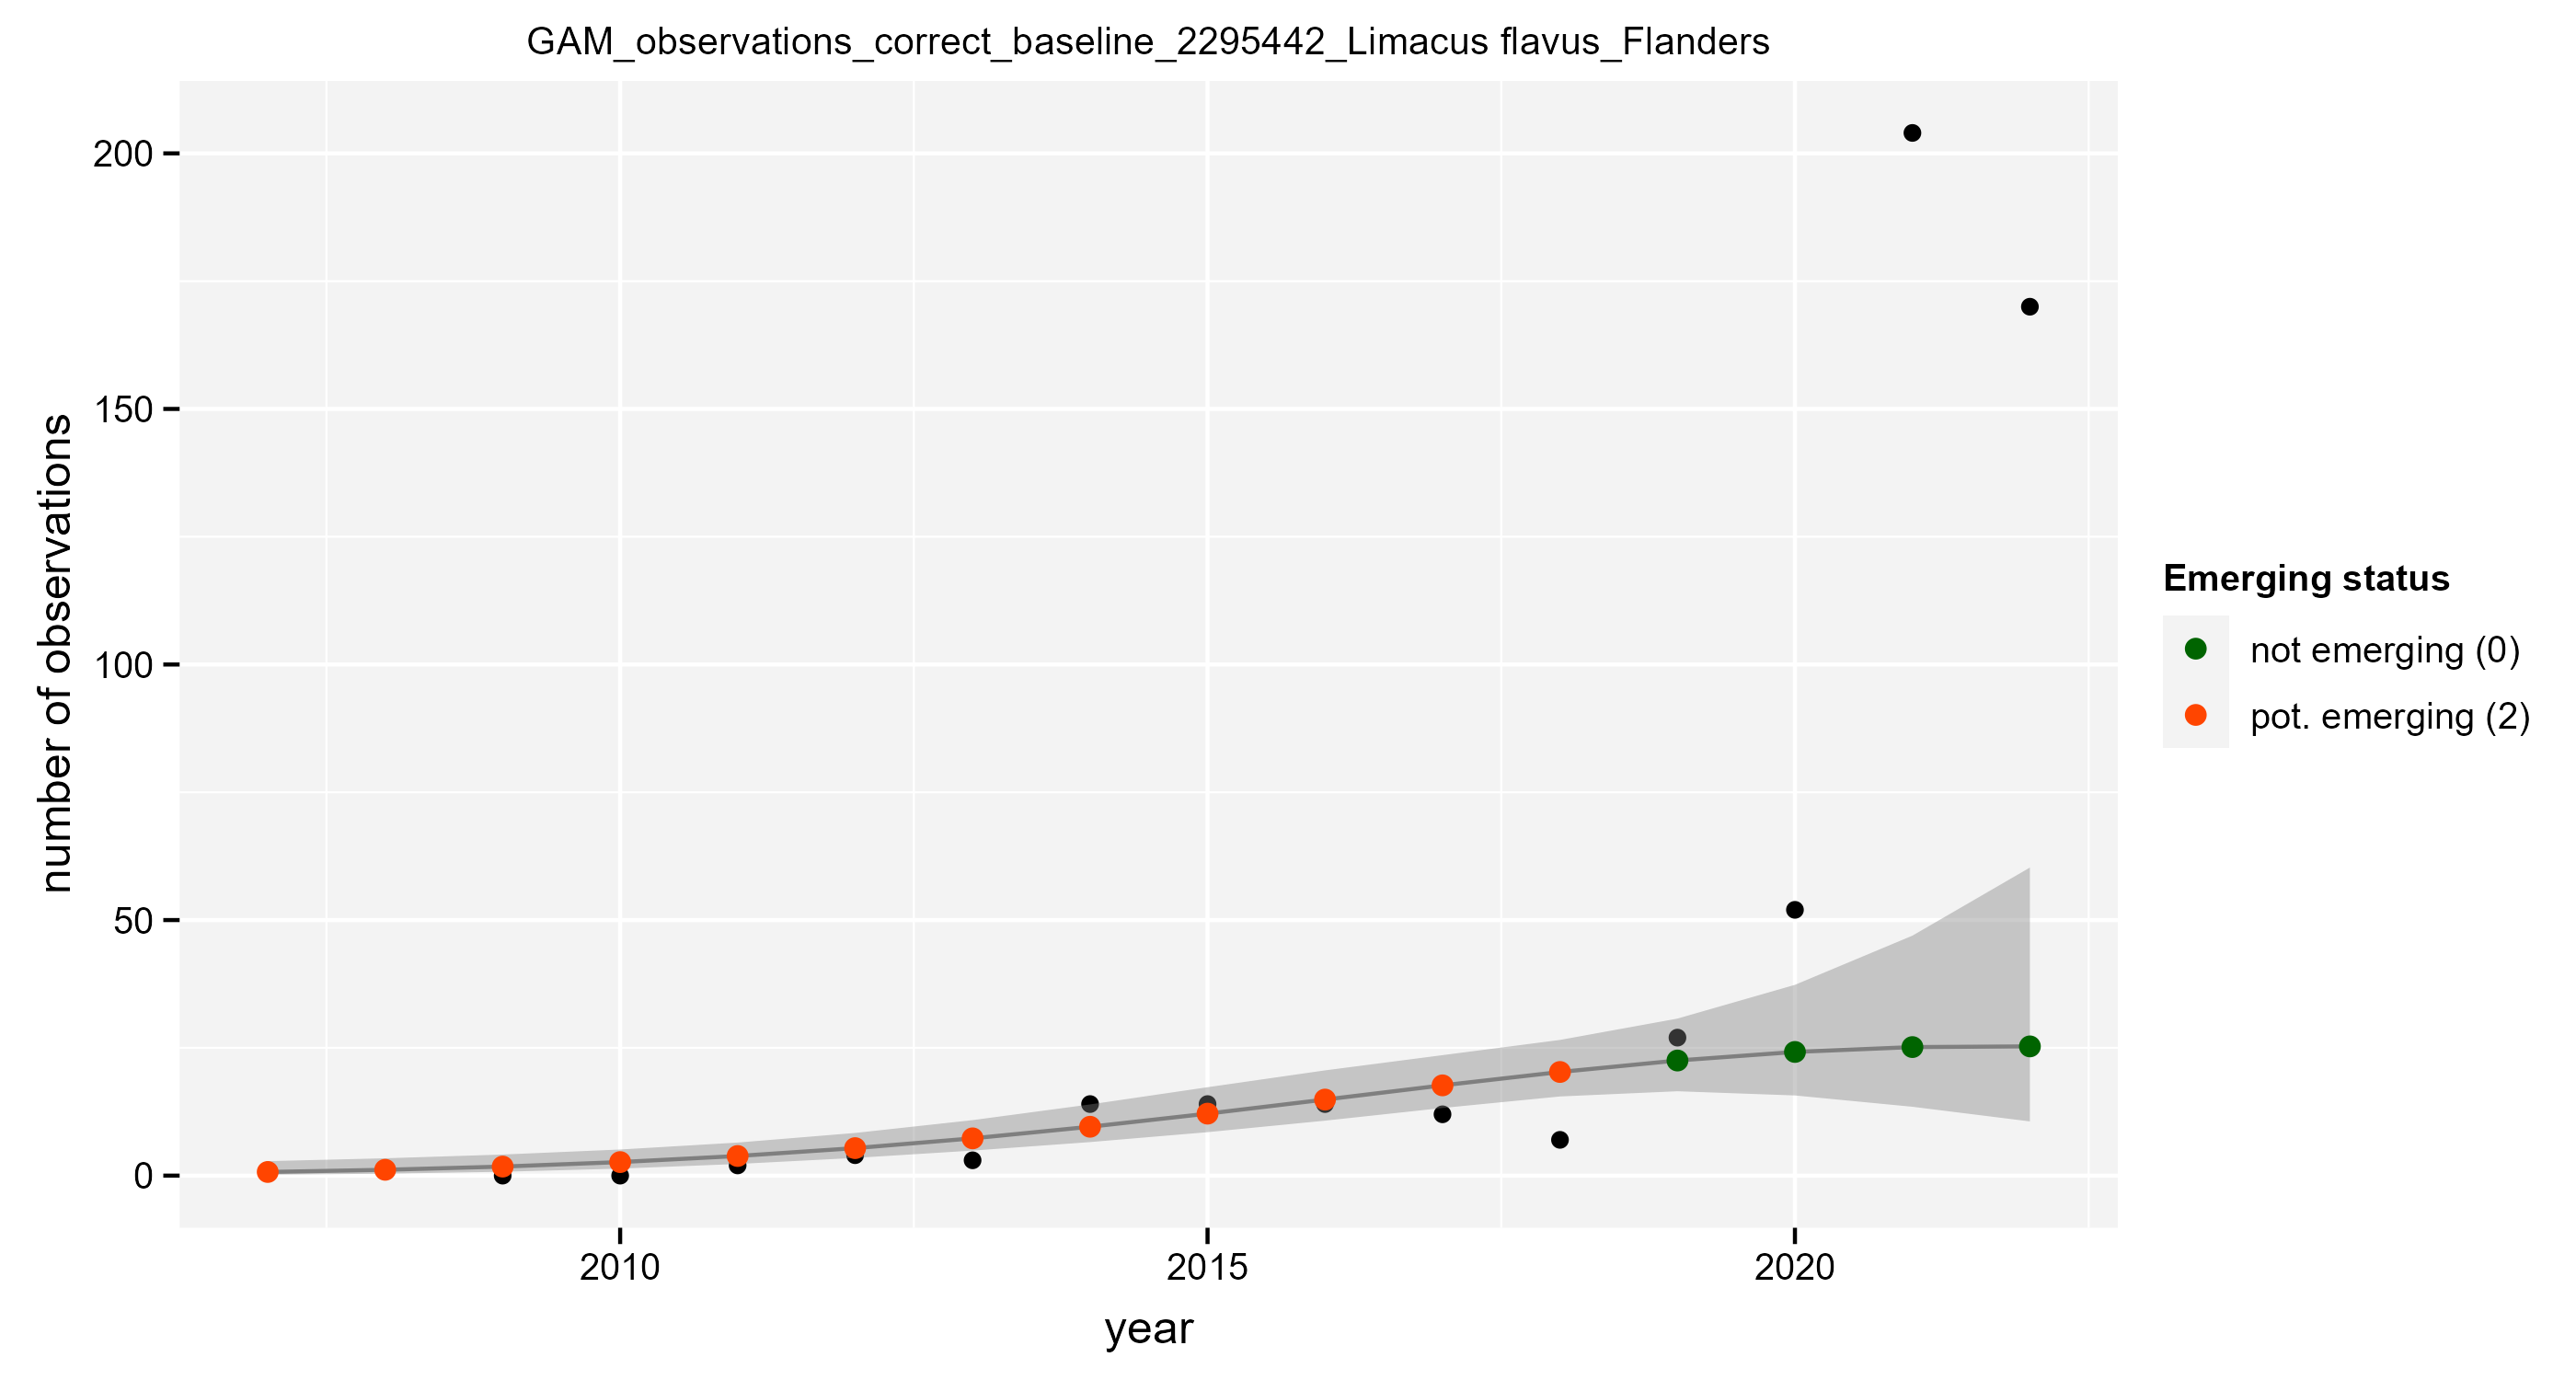 GAM_observations_correct_baseline_2295442_Limacus flavus_Flanders
200
150
100
50
0
number of observations
2010
2015
2020
year
Emerging status
not emerging (0)
pot. emerging (2)